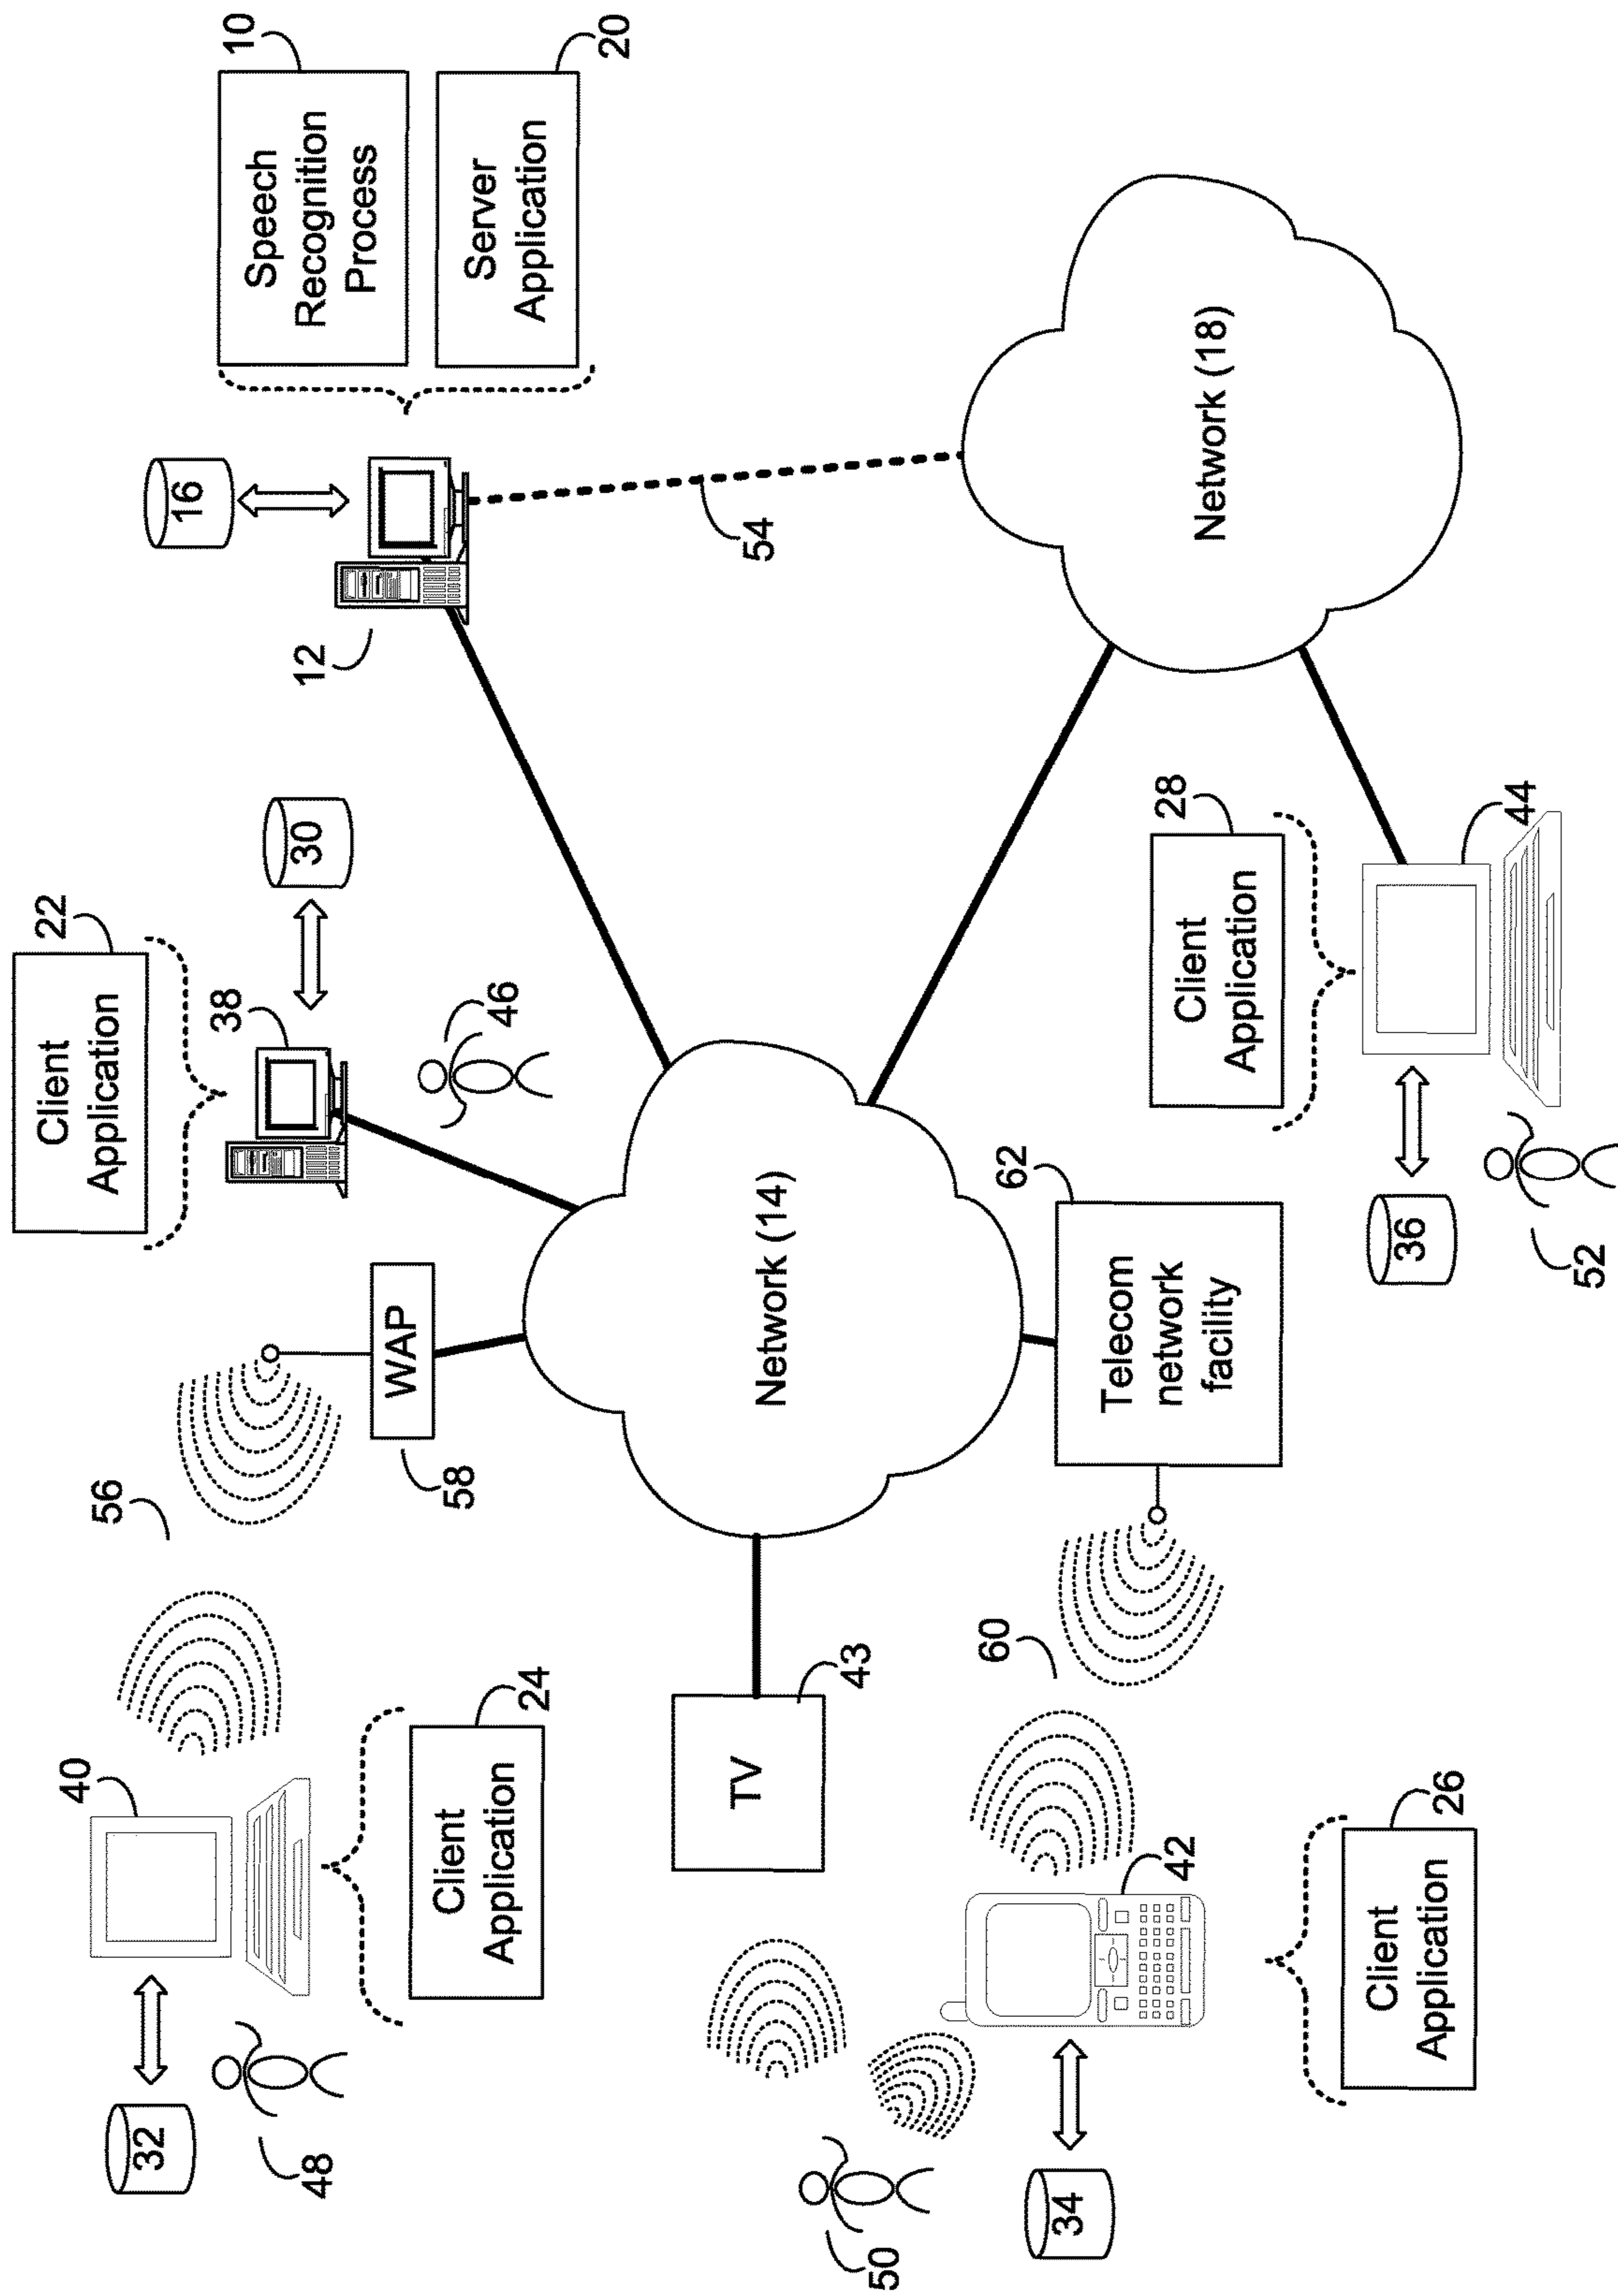 Client
Application
22
40
56
32
16
38
10
Speech
Recognition
Process
48
30
12
WAP
58
Client
Application
24
46
Server
Application
20
TV
43
54
Network (14)
50
60
62
34
Telecom
network
facility
42
28
Client
Application
Network (18)
Client
Application
26
36
44
52